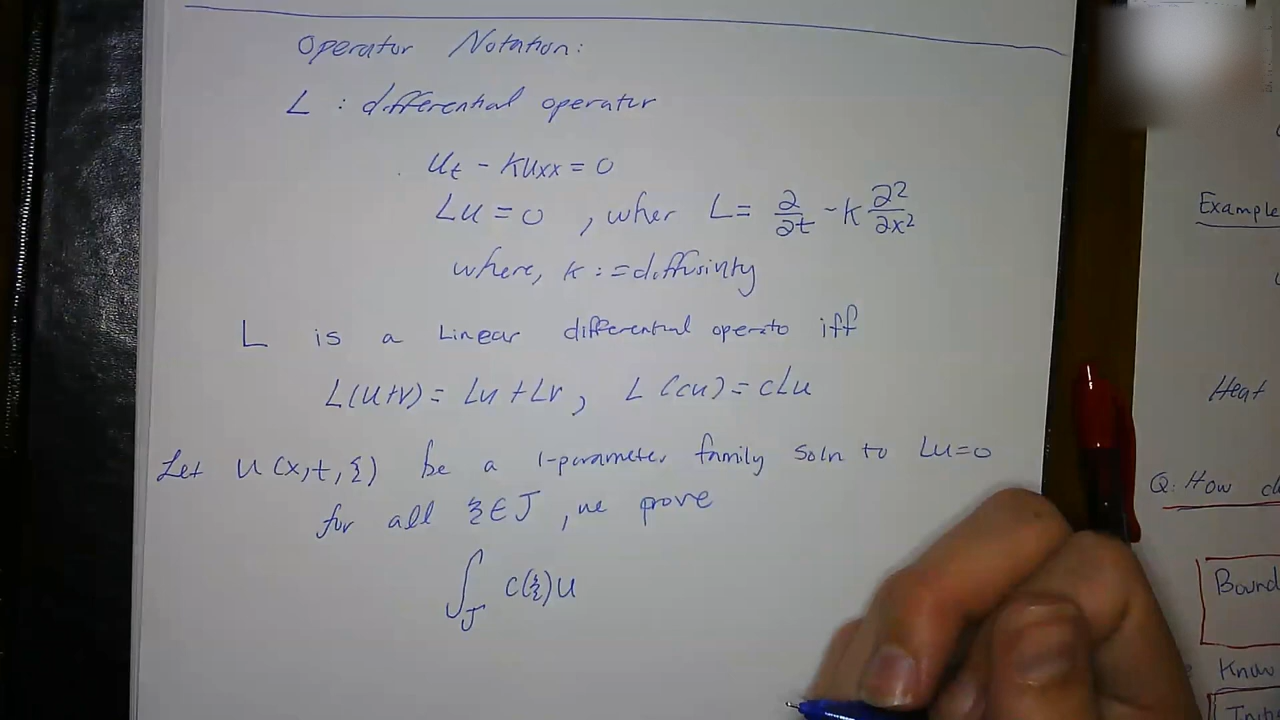 Operator Notation:
L : differential operator
u_t - ku_xx = 0
Lu = 0 , wher L = ∂/∂t - k ∂²/∂x²
where, k := diffusivity
L is a Linear differential operato iff
L(u+v) = Lu + Lv , L(cu) = cLu
Let u(x,t,ξ) be a 1-parameter family soln to Lu=0
for all ξ∈J , we prove
∫_J c(ξ)u
Example
Heat
Q: How
Bound
Know